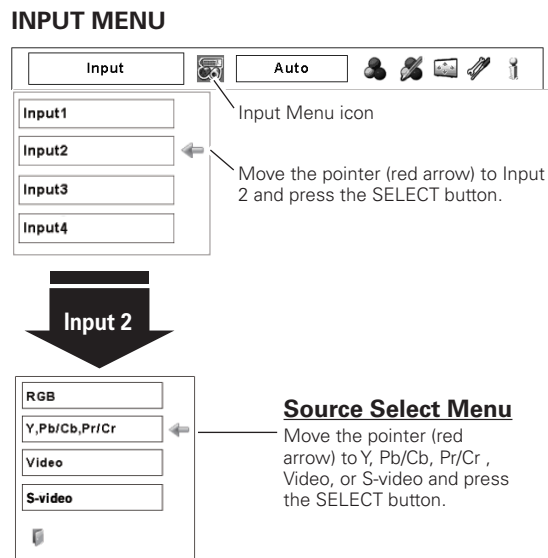 INPUT MENU
Input
Auto
Input Menu icon
Input1
Input2
Input3
Input4
Move the pointer (red arrow) to Input
2 and press the SELECT button.
Input 2
RGB
Y,Pb/Cb,Pr/Cr
Video
S-video
Source Select Menu
Move the pointer (red
arrow) to Y, Pb/Cb, Pr/Cr ,
Video, or S-video and press
the SELECT button.